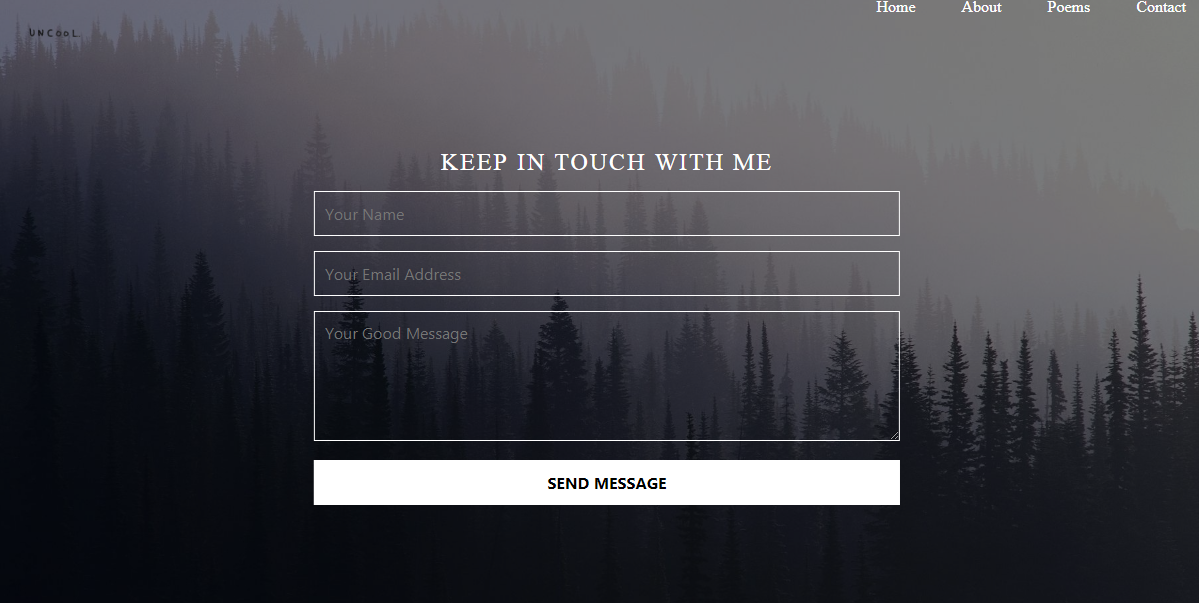 Home About Poems Contact
UNCOOL
KEEP IN TOUCH WITH ME
Your Name
Your Email Address
Your Good Message
SEND MESSAGE